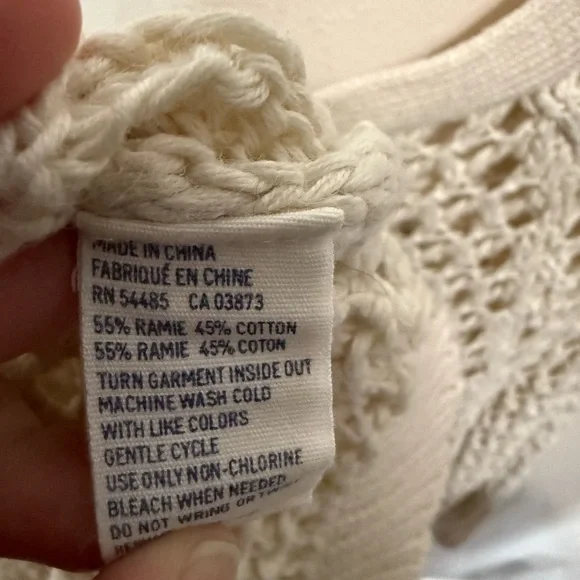 MADE IN CHINA
FABRIQUÉ EN CHINE
RN 54485 CA 03873
55% RAMIE 45% COTTON
55% RAMIE 45% COTON
TURN GARMENT INSIDE OUT
MACHINE WASH COLD
WITH LIKE COLORS
GENTLE CYCLE
USE ONLY NON-CHLORINE
BLEACH WHEN NEEDED
DO NOT WRING OR